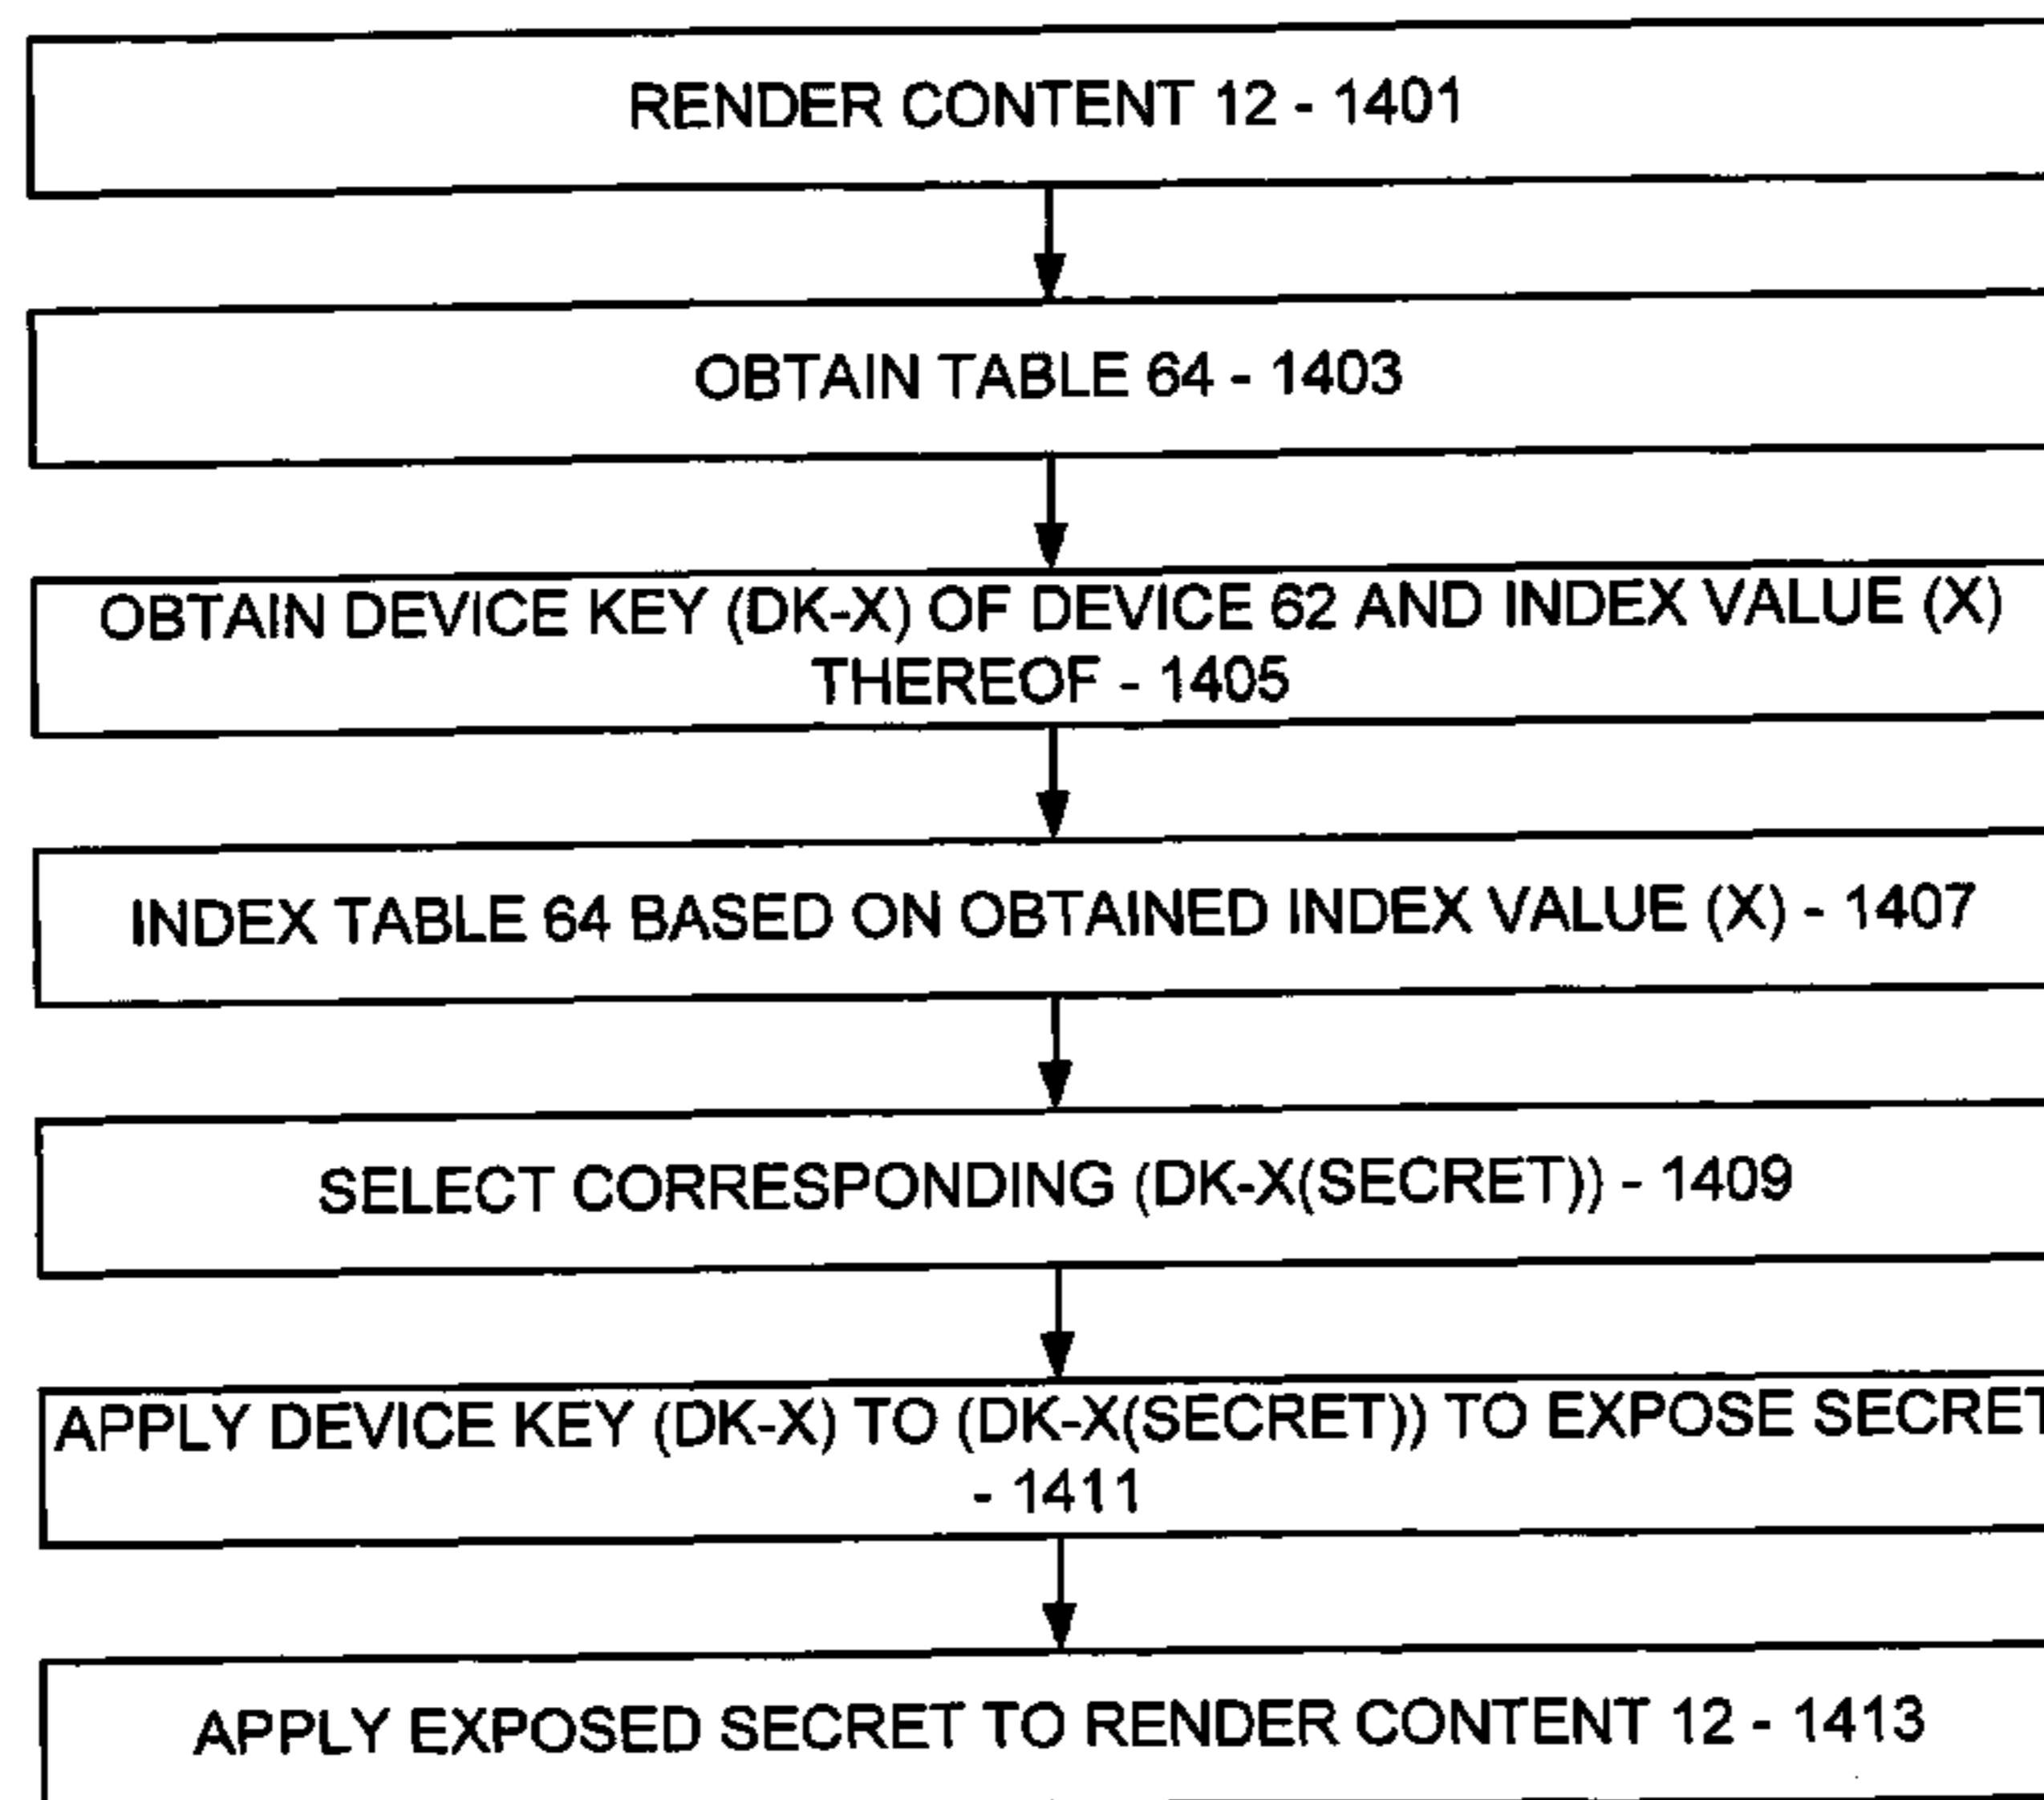 RENDER CONTENT 12 - 1401
OBTAIN TABLE 64 - 1403
OBTAIN DEVICE KEY (DK-X) OF DEVICE 62 AND INDEX VALUE (X)
THEREOF - 1405
INDEX TABLE 64 BASED ON OBTAINED INDEX VALUE (X) - 1407
SELECT CORRESPONDING (DK-X(SECRET)) - 1409
APPLY DEVICE KEY (DK-X) TO (DK-X(SECRET)) TO EXPOSE SECRET
- 1411
APPLY EXPOSED SECRET TO RENDER CONTENT 12 - 1413